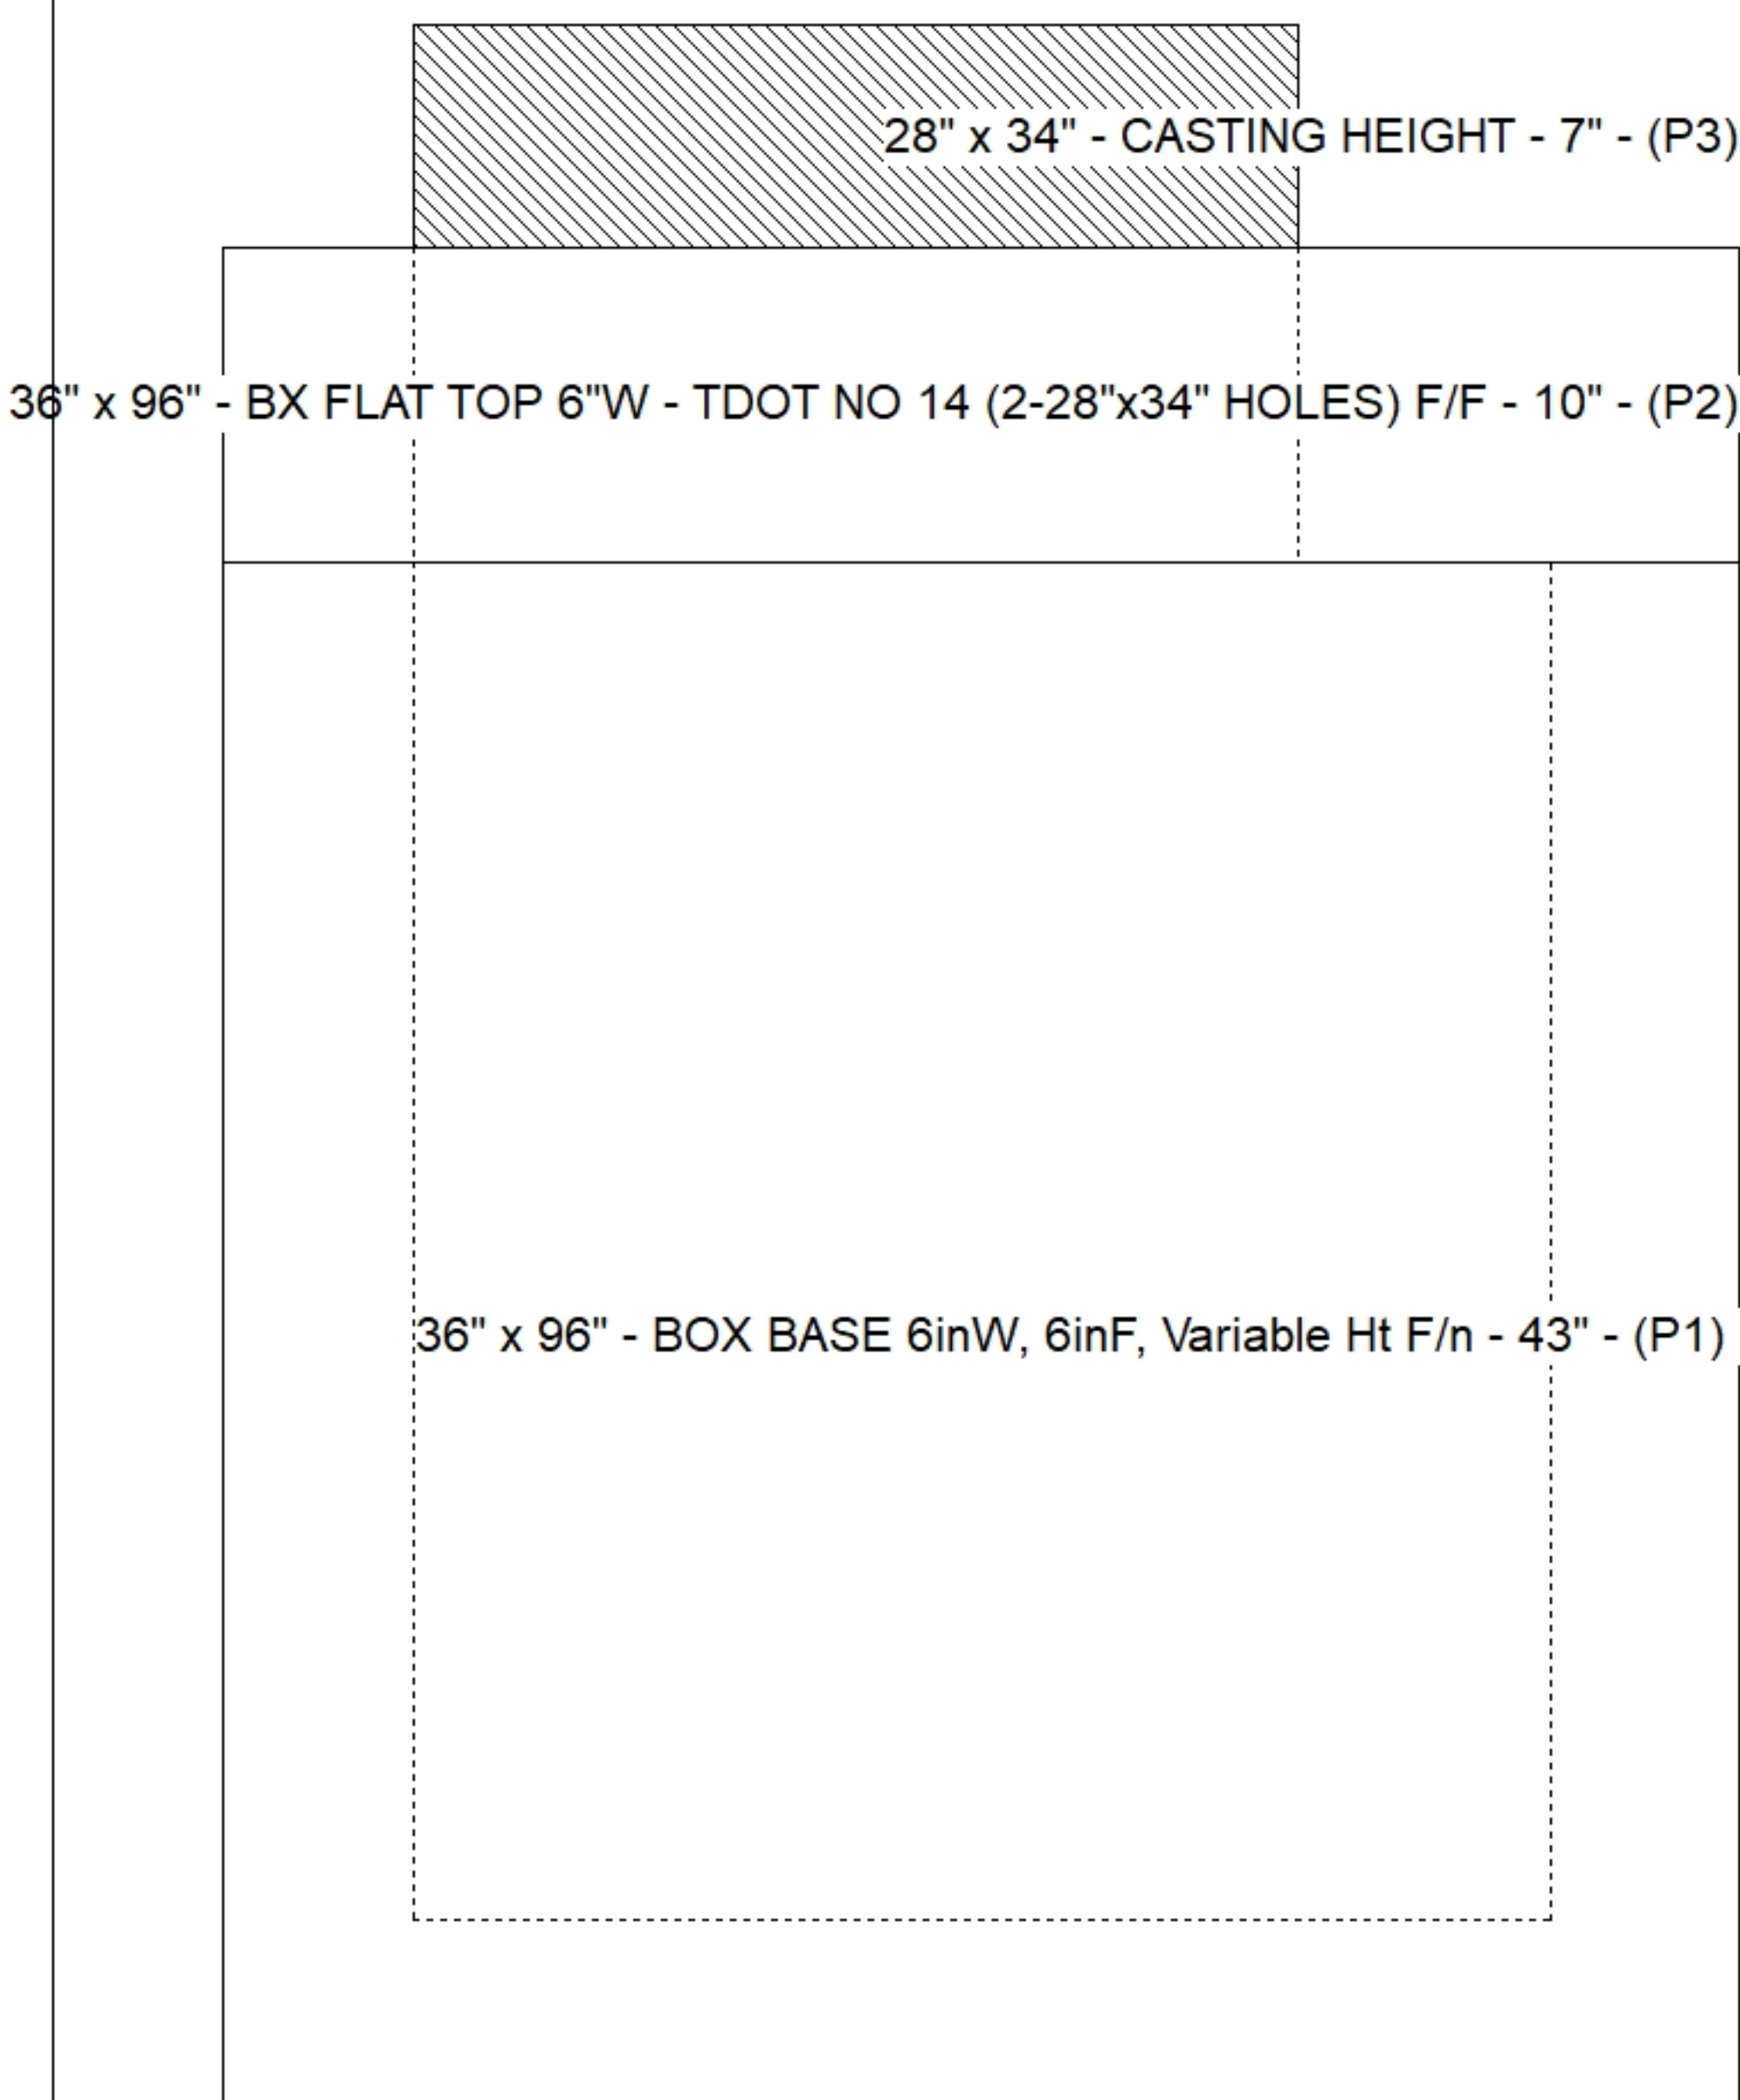 28" x 34" - CASTING HEIGHT - 7" - (P3)
36" x 96" - BX FLAT TOP 6"W - TDOT NO 14 (2-28"x34" HOLES) F/F - 10" - (P2)
36" x 96" - BOX BASE 6inW, 6inF, Variable Ht F/n - 43" - (P1)